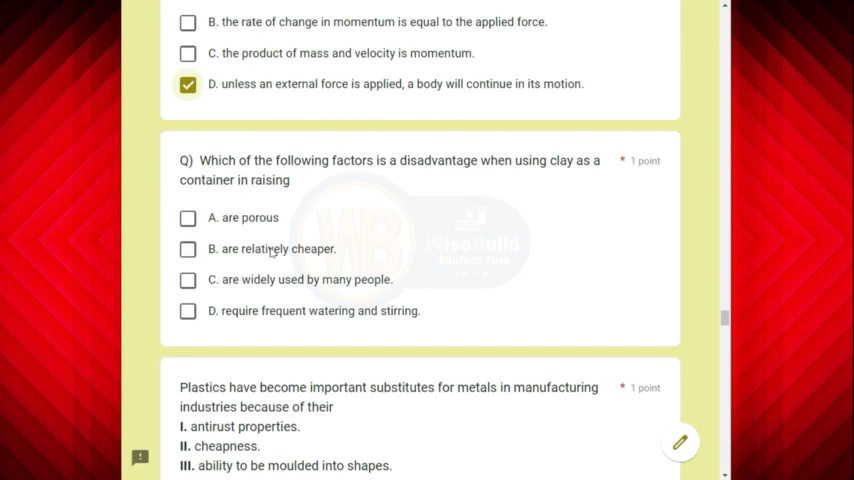 B. the rate of change in momentum is equal to the applied force.
C. the product of mass and velocity is momentum.
D. unless an external force is applied, a body will continue in its motion.
Q) Which of the following factors is a disadvantage when using clay as a * 1 point
container in raising
A. are porous
B. are relatively cheaper.
C. are widely used by many people.
D. require frequent watering and stirring.
WB
WiseBuild
EduTech Firm
Plastics have become important substitutes for metals in manufacturing * 1 point
industries because of their
I. antirust properties.
II. cheapness.
III. ability to be moulded into shapes.